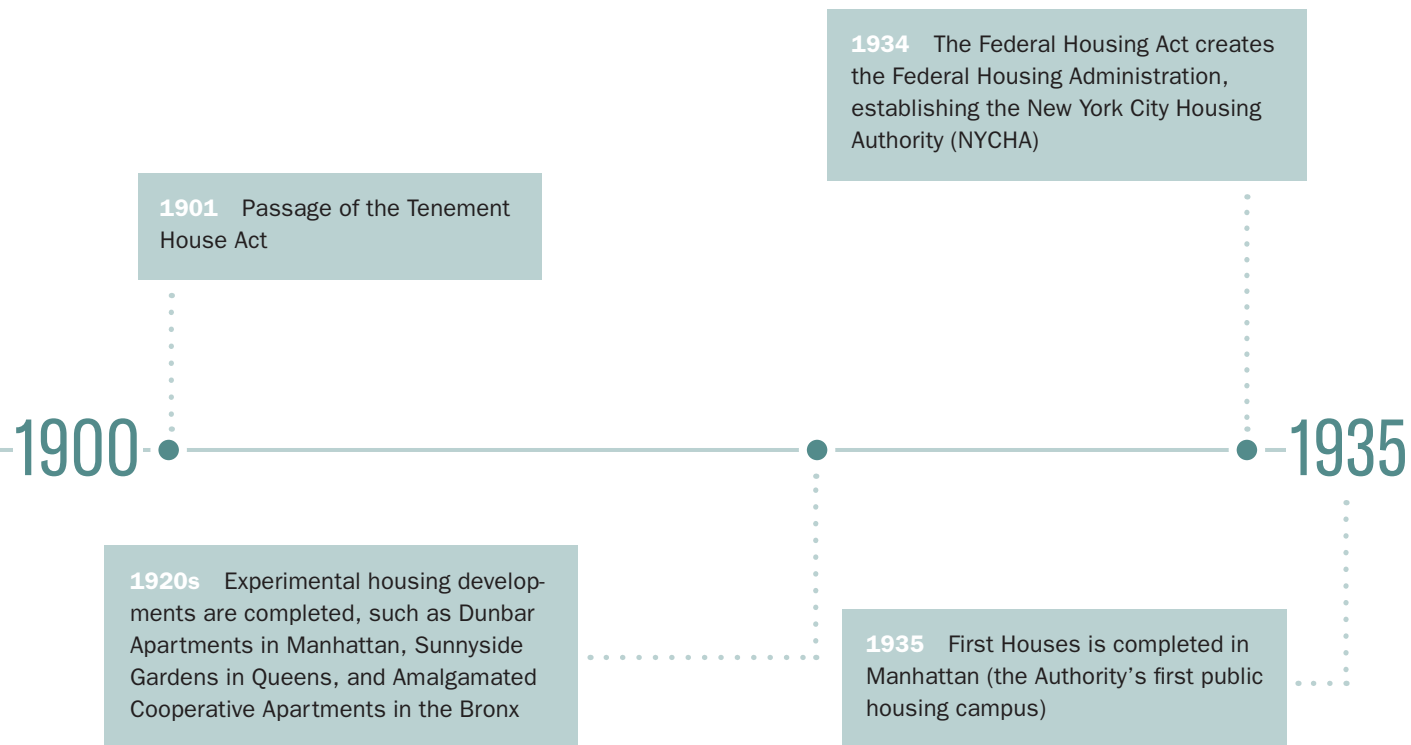 1934 The Federal Housing Act creates
the Federal Housing Administration,
establishing the New York City Housing
Authority (NYCHA)
1901 Passage of the Tenement
House Act
1900
1935
1920s Experimental housing develop-
ments are completed, such as Dunbar
Apartments in Manhattan, Sunnyside
Gardens in Queens, and Amalgamated
Cooperative Apartments in the Bronx
1935 First Houses is completed in
Manhattan (the Authority’s first public
housing campus)